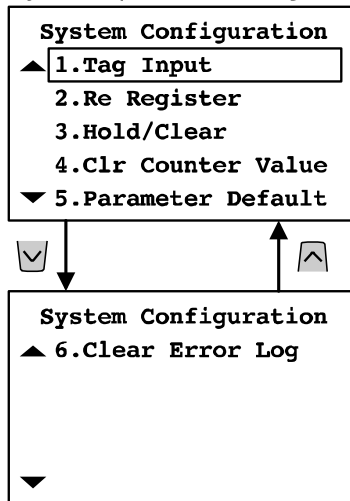 System Configuration
1.Tag Input
2.Re Register
3.Hold/Clear
4.Clr Counter Value
5.Parameter Default
System Configuration
6.Clear Error Log